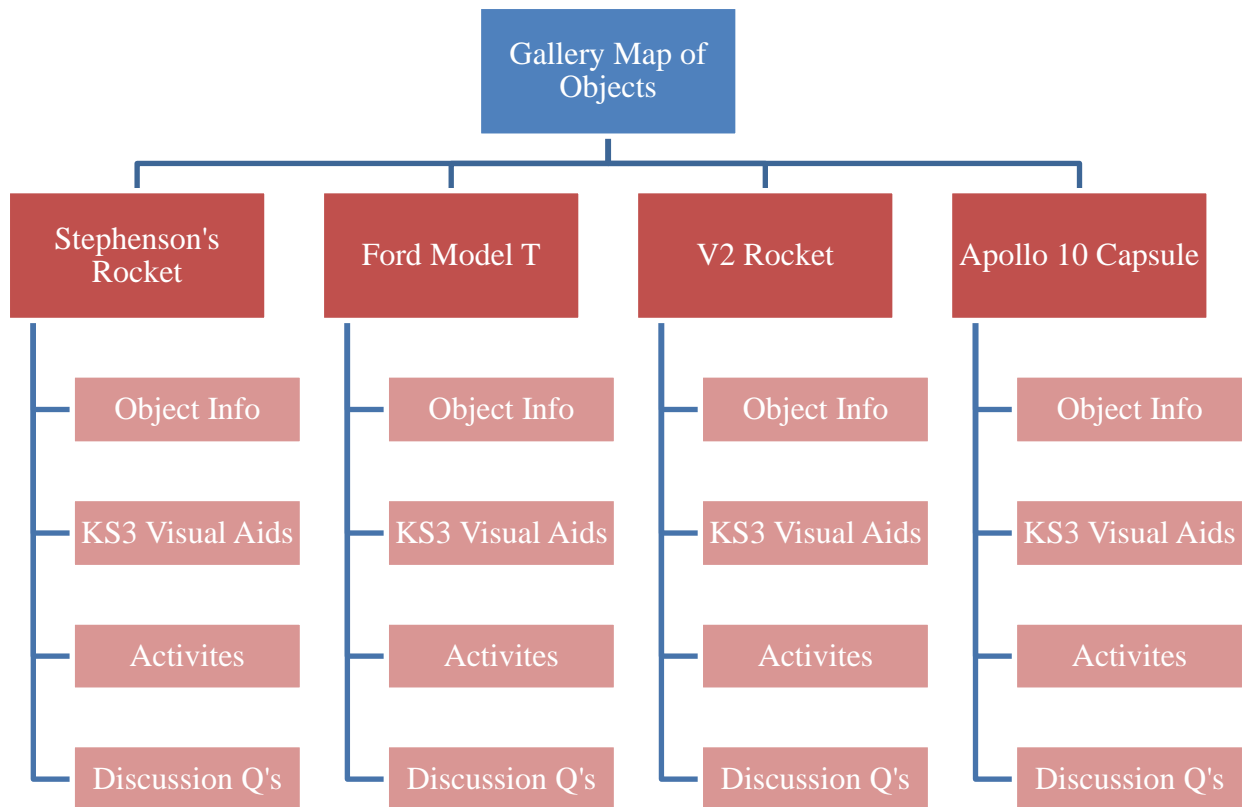 Gallery Map of
Objects
Stephenson's
Rocket
Ford Model T
V2 Rocket
Apollo 10 Capsule
Object Info
Object Info
Object Info
Object Info
KS3 Visual Aids
KS3 Visual Aids
KS3 Visual Aids
KS3 Visual Aids
Activites
Activites
Activites
Activites
Discussion Q's
Discussion Q's
Discussion Q's
Discussion Q's